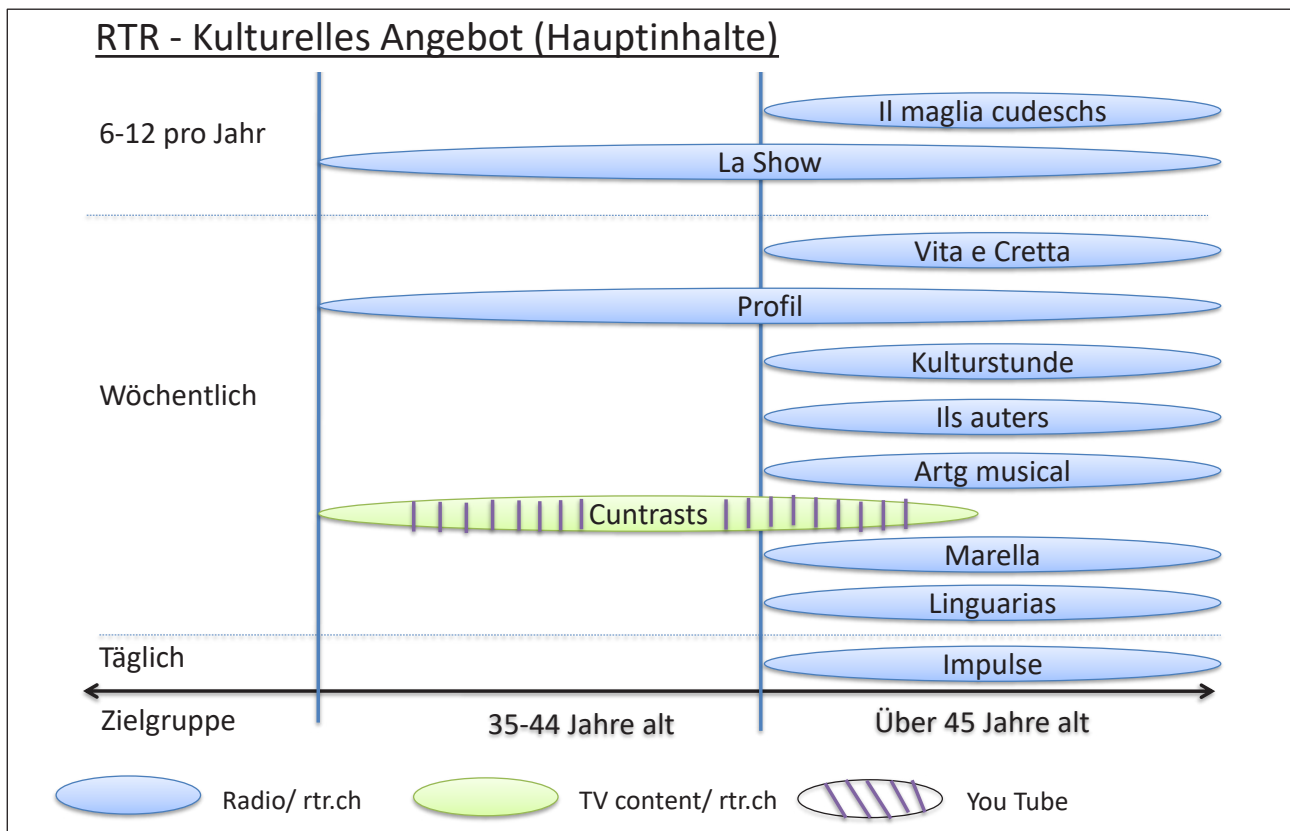 RTR - Kulturelles Angebot (Hauptinhalte)
Il maglia cudeschs
6-12 pro Jahr
La Show
Vita e Cretta
Profil
Kulturstunde
Wöchentlich
Ils auters
Artg musical
Cuntrasts
Marella
Linguarias
Täglich
Impulse
Zielgruppe
35-44 Jahre alt
Über 45 Jahre alt
Radio/ rtr.ch
TV content/ rtr.ch
You Tube